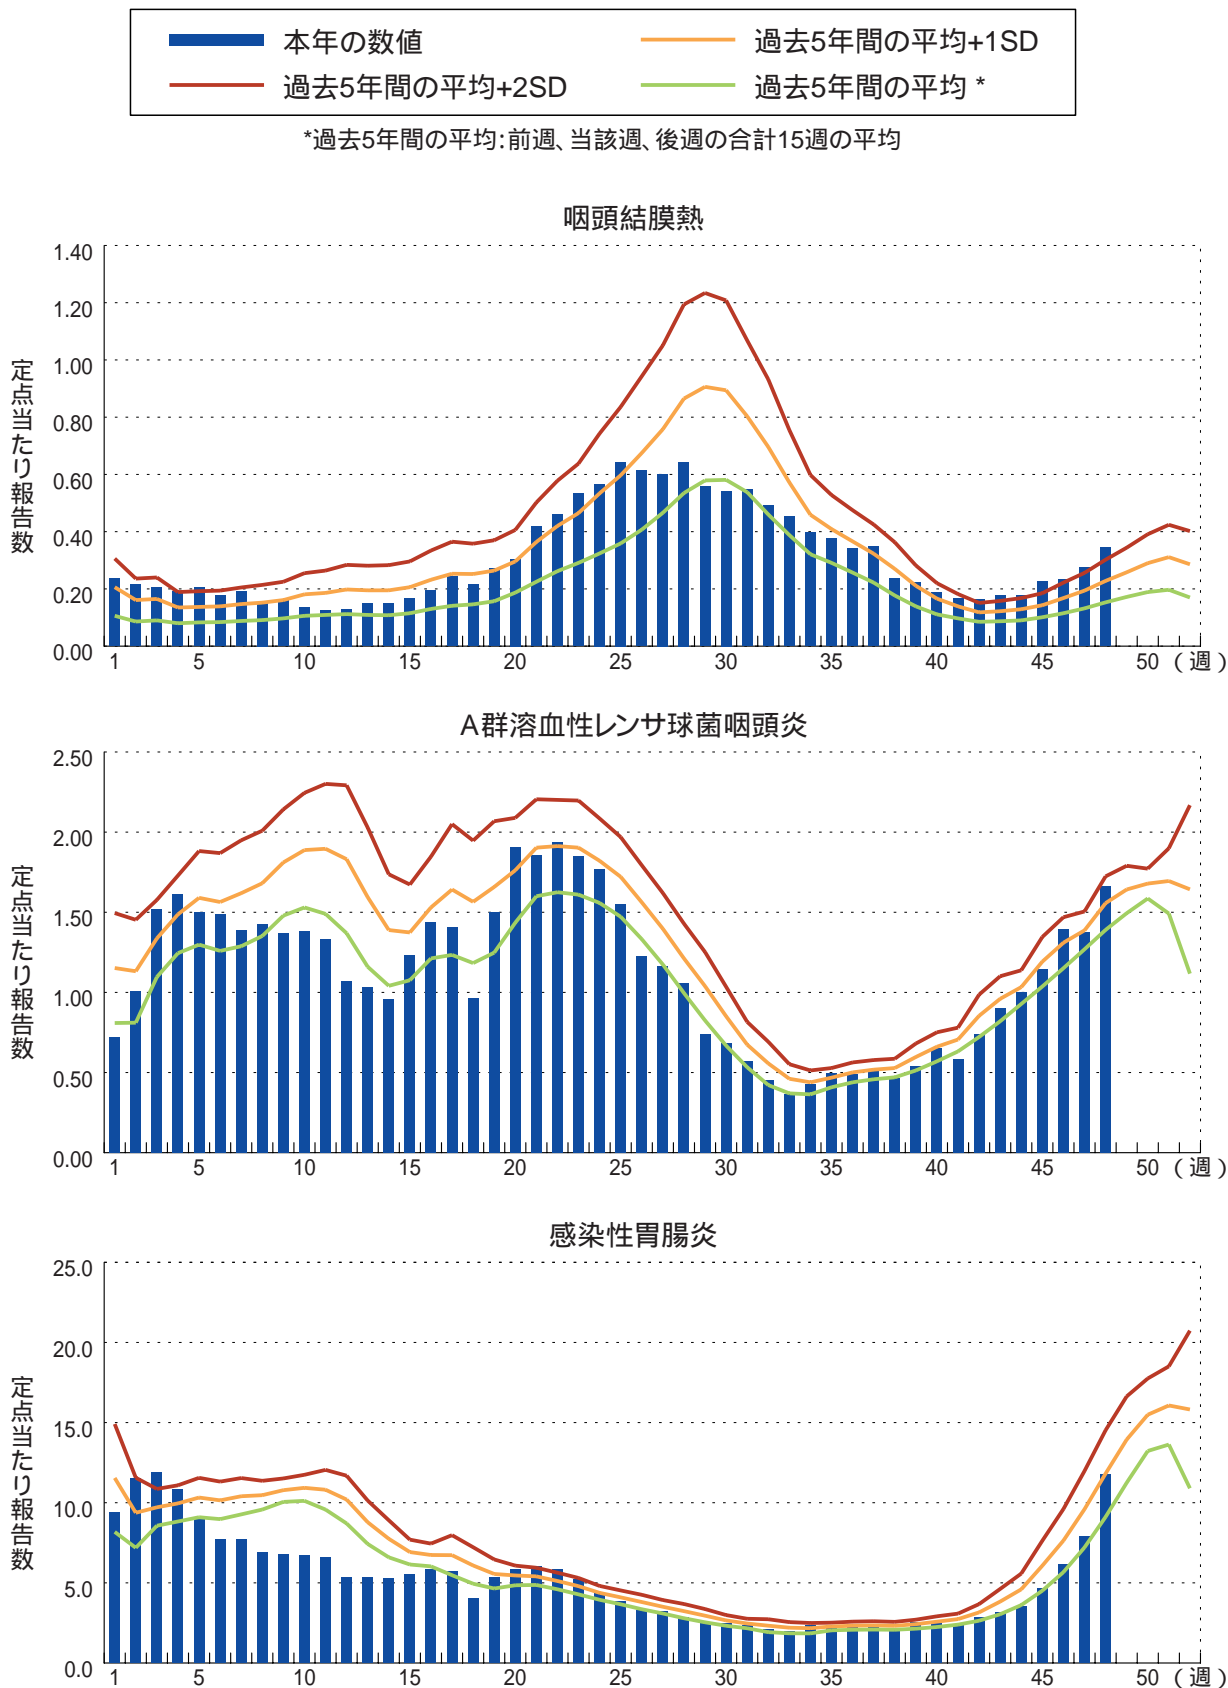 本年の数値
過去5年間の平均+1SD
過去5年間の平均+2SD
過去5年間の平均 *
*過去5年間の平均:前週、当該週、後週の合計15週の平均
咽頭結膜熱
定点当たり報告数
1.40
1.20
1.00
0.80
0.60
0.40
0.20
0.00
1 5 10 15 20 25 30 35 40 45 50 (週)
A群溶血性レンサ球菌咽頭炎
定点当たり報告数
2.50
2.00
1.50
1.00
0.50
0.00
1 5 10 15 20 25 30 35 40 45 50 (週)
感染性胃腸炎
定点当たり報告数
25.0
20.0
15.0
10.0
5.0
0.0
1 5 10 15 20 25 30 35 40 45 50 (週)